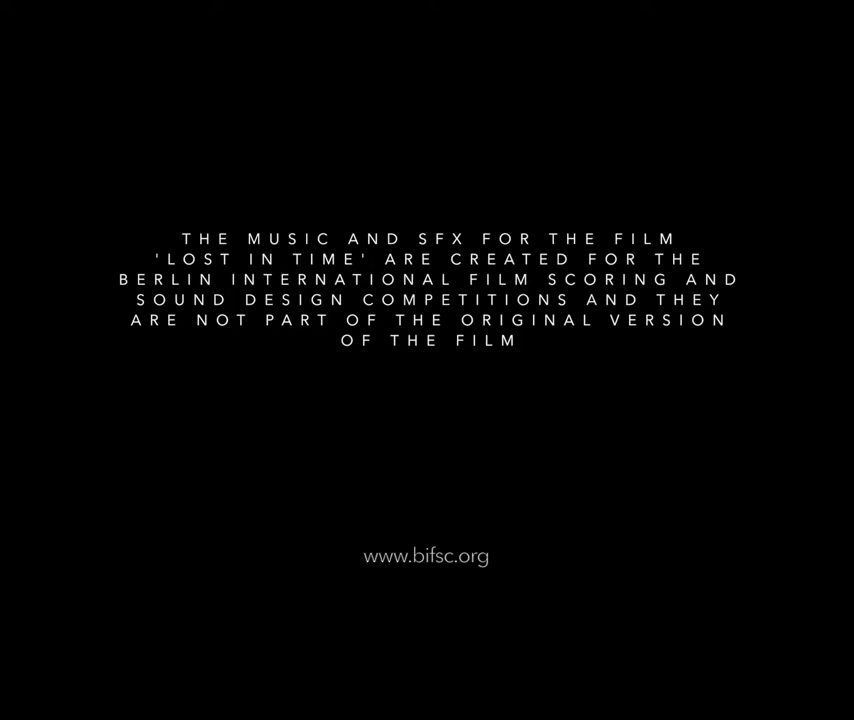 THE MUSIC AND SFX FOR THE FILM
'LOST IN TIME' ARE CREATED FOR THE
BERLIN INTERNATIONAL FILM SCORING AND
SOUND DESIGN COMPETITIONS AND THEY
ARE NOT PART OF THE ORIGINAL VERSION
OF THE FILM
www.bifsc.org